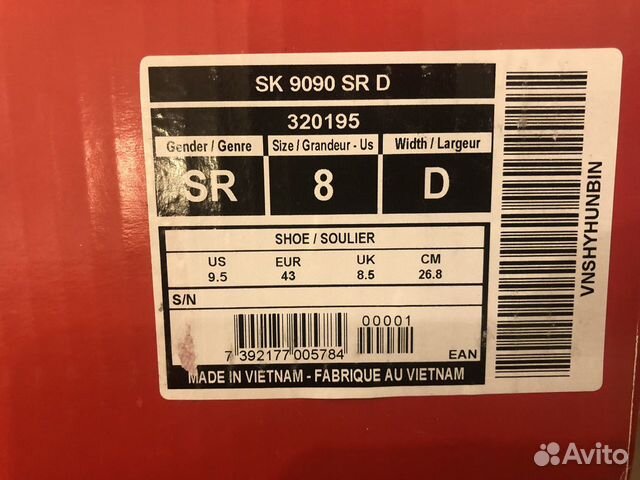 SK 9090 SR D
320195
Gender / Genre Size / Grandeur - Us Width / Largeur
SR 8 D
SHOE / SOULIER
US EUR UK CM
9.5 43 8.5 26.8
S/N
00001
7 392177 005784 EAN
MADE IN VIETNAM - FABRIQUE AU VIETNAM
VNSHYHUNBIN
Avito